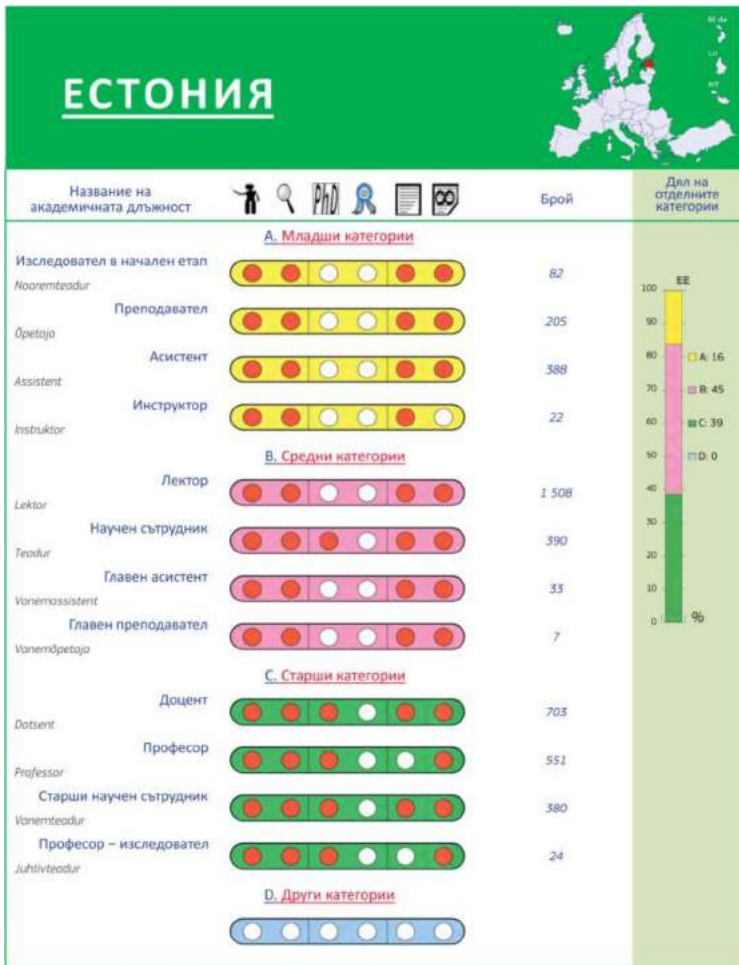 ЕСТОНИЯ
Название на
академичната длъжност
PhD
Брой
Дял на
отделните
категории
A. Младши категории
Изследовател в начален етап
Nooremteadur
82
Преподавател
Õpetaja
205
Асистент
Assistent
388
Инструктор
Instruktor
22
B. Средни категории
Лектор
Lektor
1 508
Научен сътрудник
Teadur
390
Главен асистент
Vanemassistent
33
Главен преподавател
Vanemõpetaja
7
C. Старши категории
Доцент
Dotsent
703
Професор
Professor
551
Старши научен сътрудник
Vanemteadur
380
Професор – изследовател
Juhtivteadur
24
D. Други категории
EE
100
90
80
70
60
50
40
30
20
10
0
%
A: 16
B: 45
C: 39
D: 0